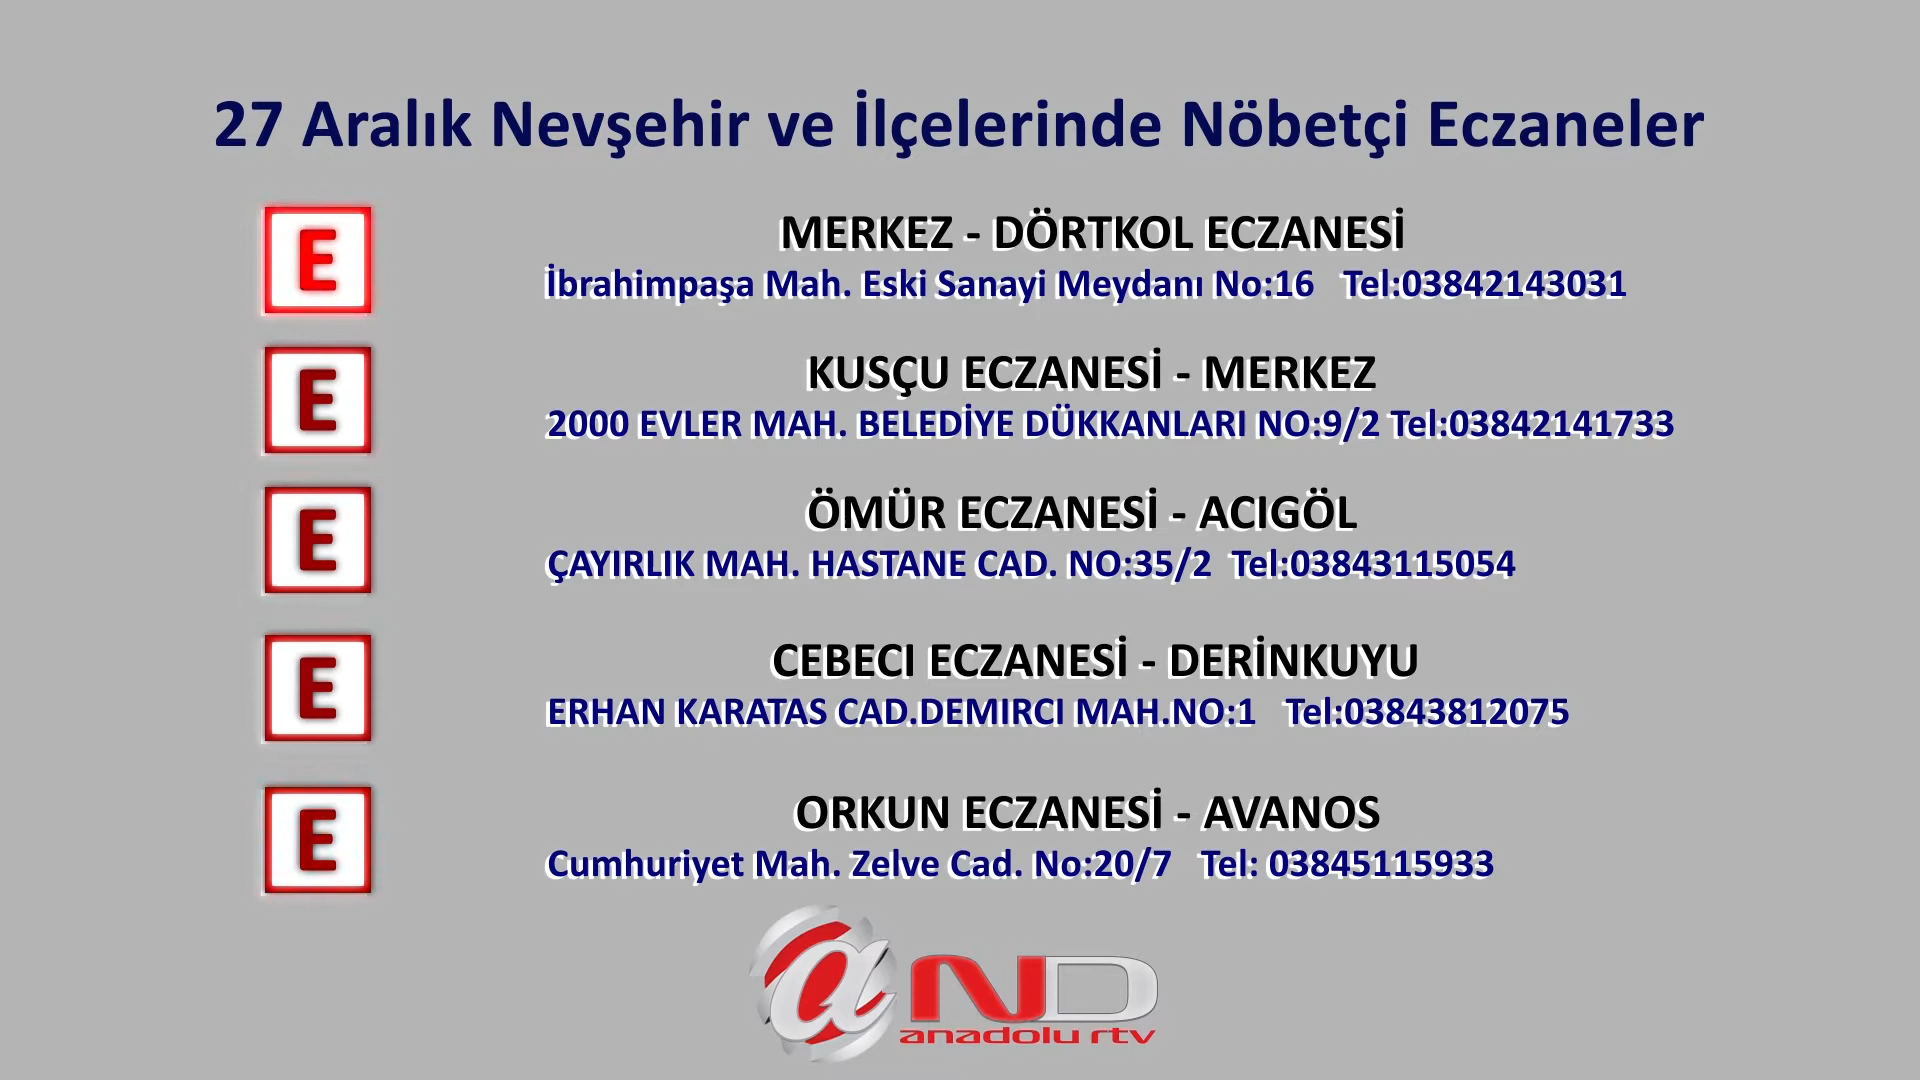 27 Aralık Nevşehir ve İlçelerinde Nöbetçi Eczaneler
E
MERKEZ - DÖRTKOL ECZANESİ
İbrahimpaşa Mah. Eski Sanayi Meydanı No:16 Tel:03842143031
E
KUSÇU ECZANESİ - MERKEZ
2000 EVLER MAH. BELEDİYE DÜKKANLARI NO:9/2 Tel:03842141733
E
ÖMÜR ECZANESİ - ACIGÖL
ÇAYIRLIK MAH. HASTANE CAD. NO:35/2 Tel:03843115054
E
CEBECI ECZANESİ - DERİNKUYU
ERHAN KARATAS CAD.DEMIRCI MAH.NO:1 Tel:03843812075
E
ORKUN ECZANESİ - AVANOS
Cumhuriyet Mah. Zelve Cad. No:20/7 Tel: 03845115933
a ND
anadolu rtv